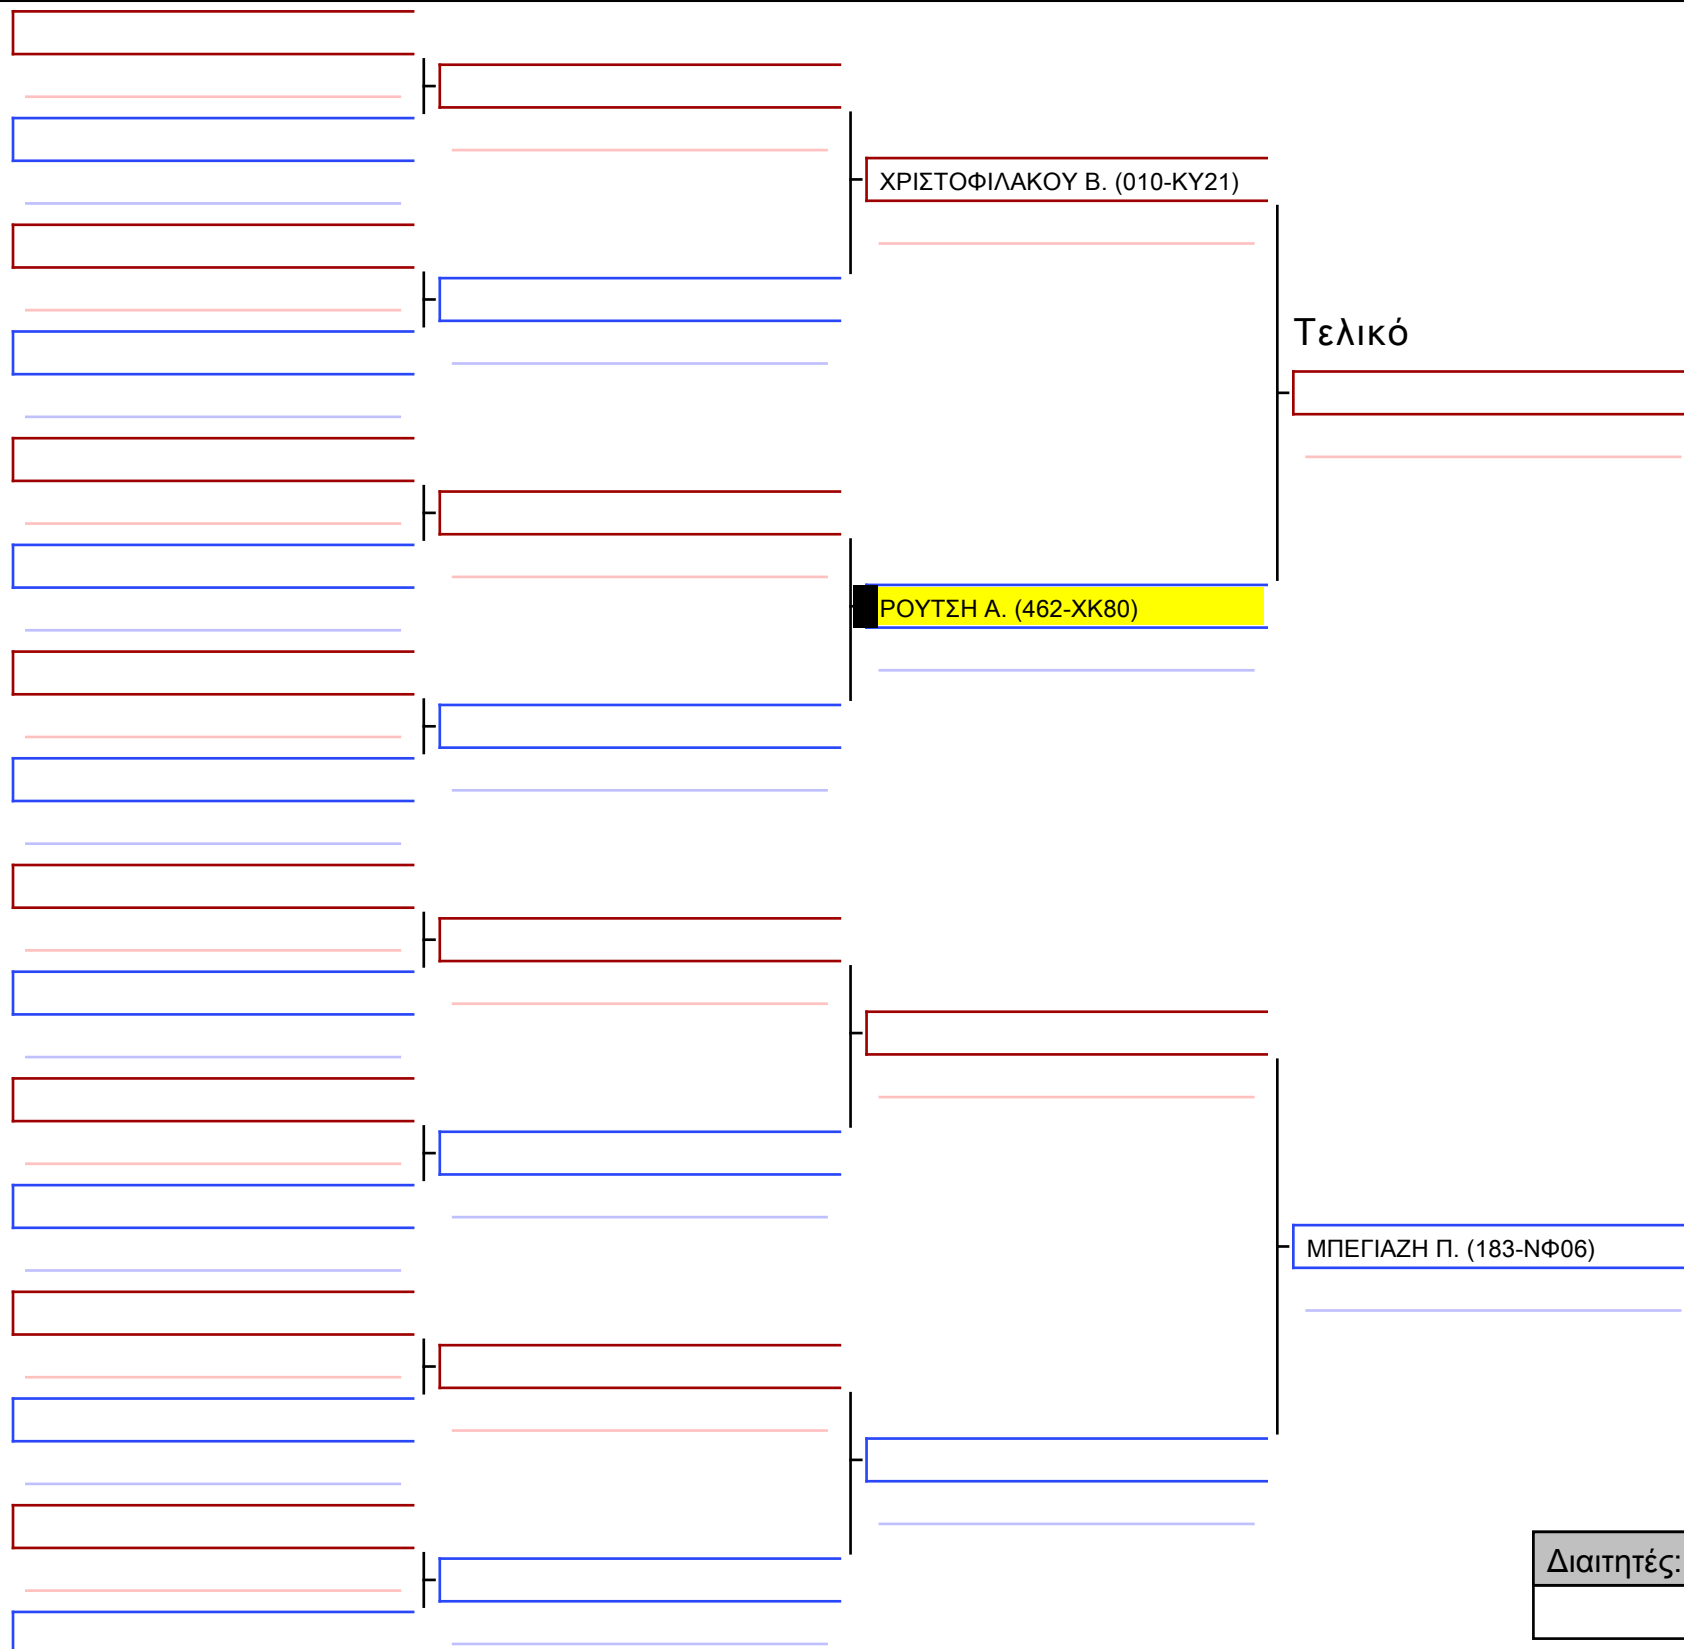 ΧΡΙΣΤΟΦΙΛΑΚΟΥ Β. (010-ΚΥ21)
Τελικό
ΡΟΥΤΣΗ Α. (462-ΧΚ80)
ΜΠΕΓΙΑΖΗ Π. (183-ΝΦ06)
Διαιτητές: